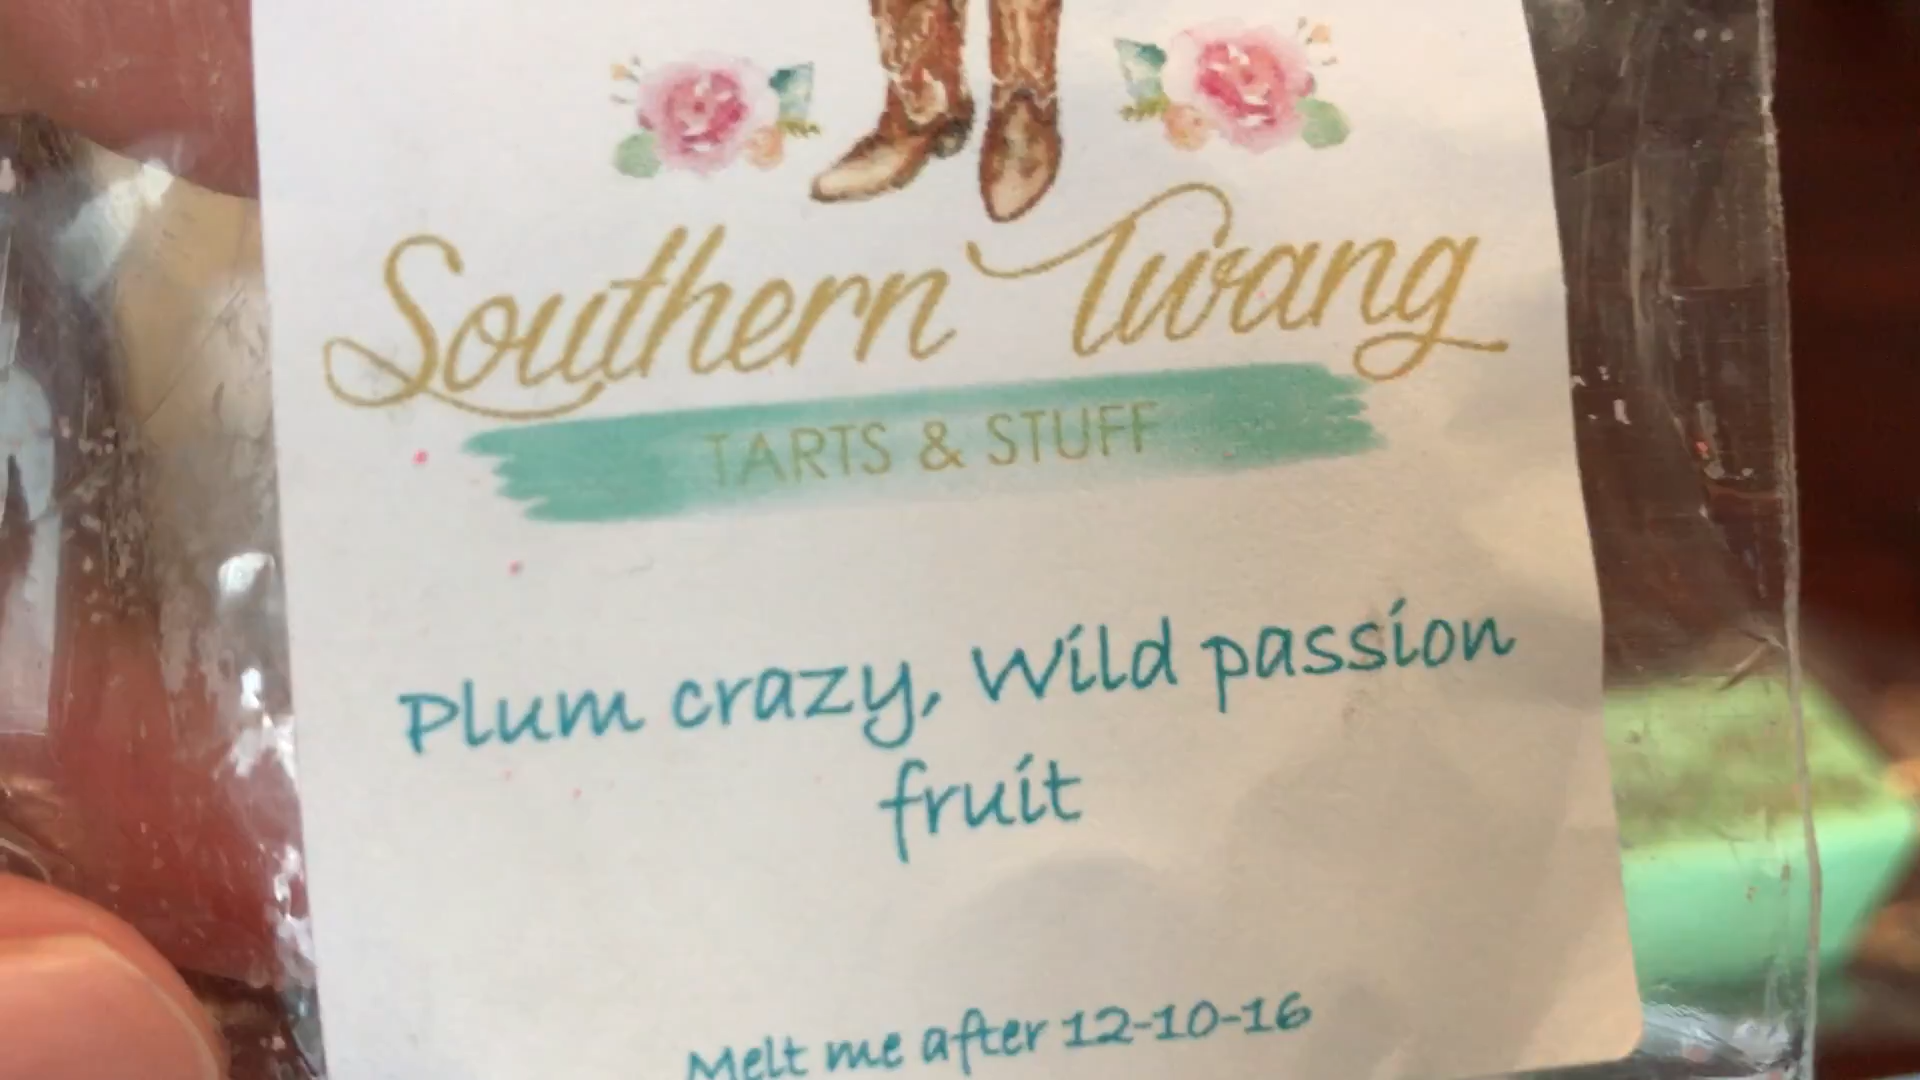 Southern Twang
TARTS & STUFF
Plum crazy, Wild passion
fruit
Melt me after 12-10-16